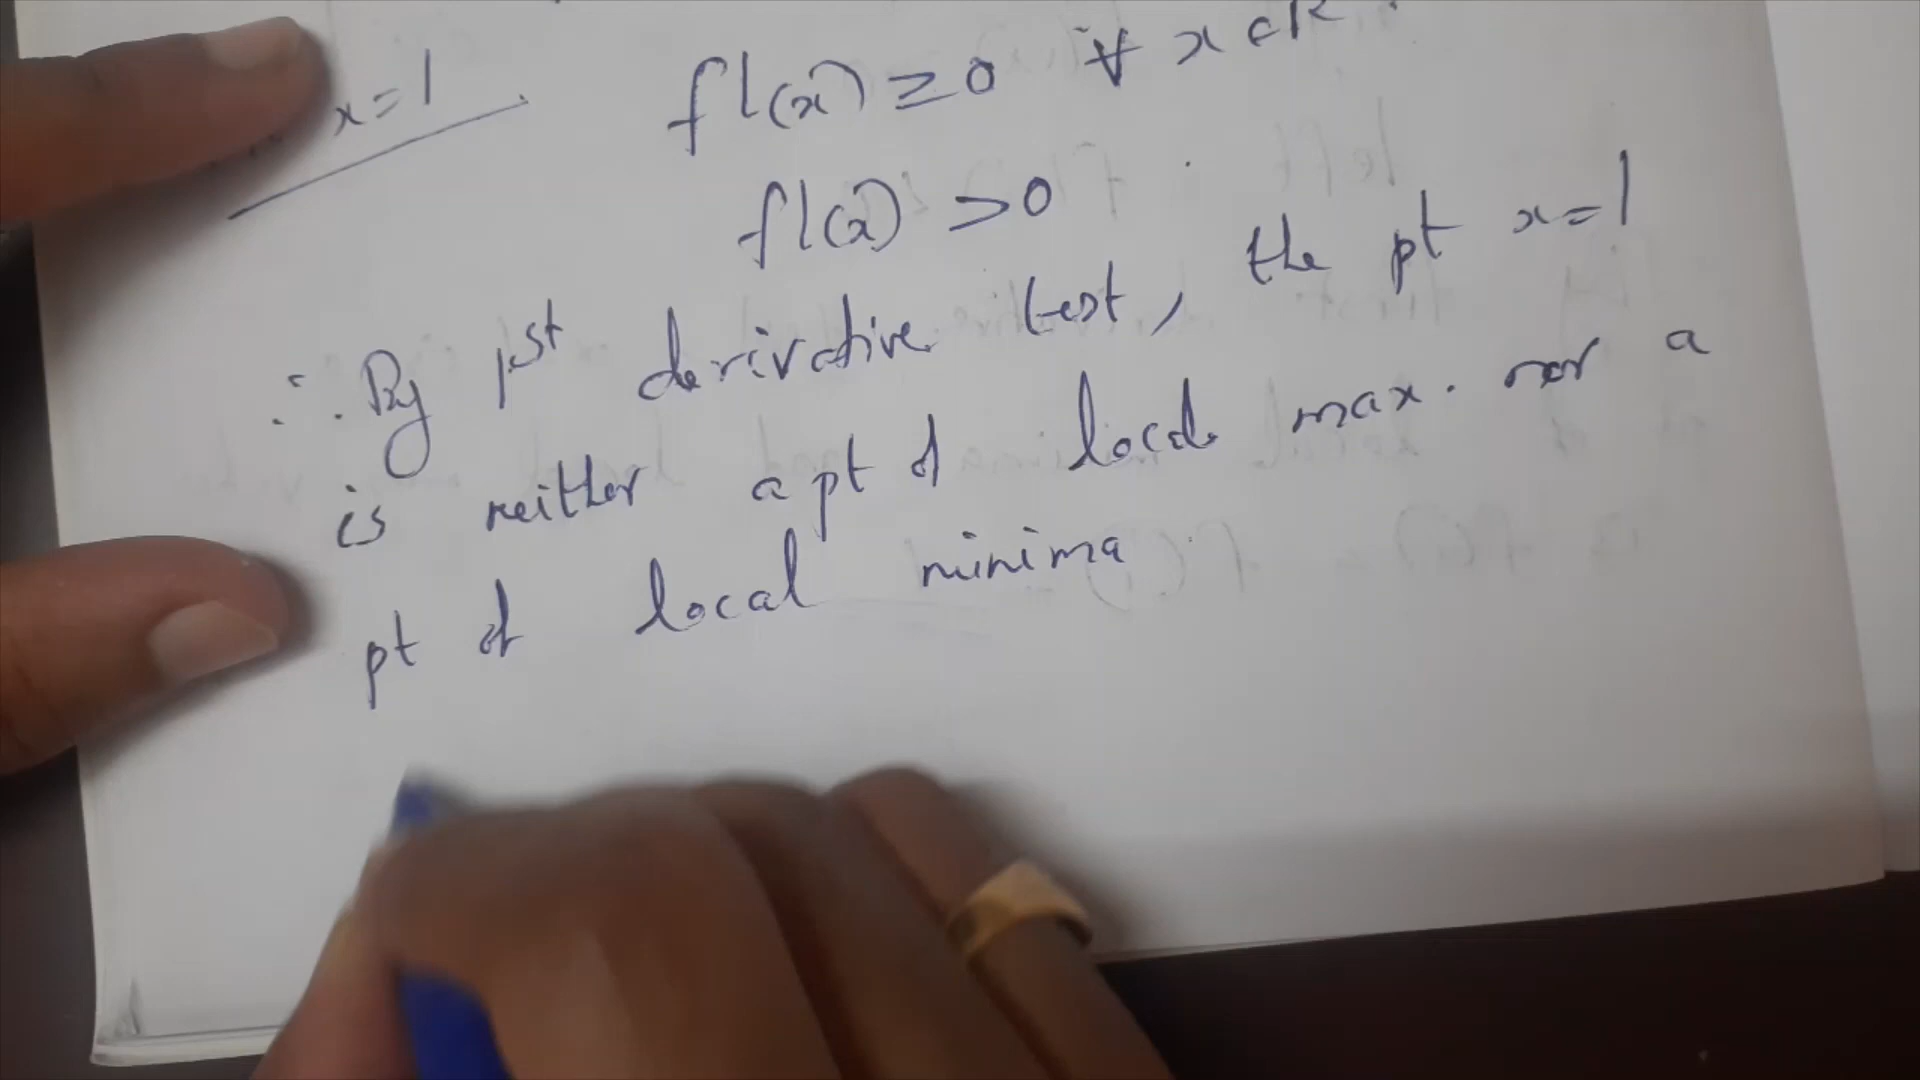 x=1
f'(x) ≥0 ∀ x ∈ R.
f'(x) >0
∴ By 1st derivative test, the pt x=1
is neither a pt of local max. nor a
pt of local minima